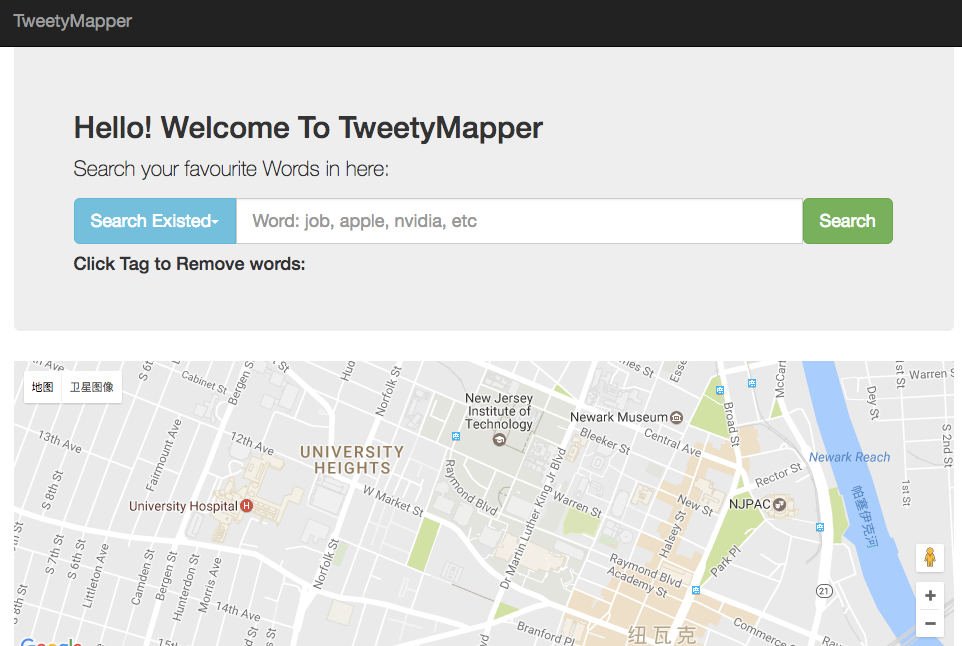 TweetyMapper
Hello! Welcome To TweetyMapper
Search your favourite Words in here:
Search Existed
Word: job, apple, nvidia, etc
Search
Click Tag to Remove words:
地图
卫星图像
Cabinet St
Bergen St
Norfolk St
New Jersey
Institute of
Technology
Newark Museum
Warren S
1st St
Dey St
S 2nd St
Broad St
McCar
13th Ave
Fairmount Ave
12th Ave
UNIVERSITY
HEIGHTS
Bleeker St
Central Ave
Newark Reach
帕塞伊克河
S 8th St
Raymond Blvd
W Market St
Dr Martin Luther King Jr Blvd
Warren St
Rector St
1st St
University Hospital
H
New St
NJPAC
Halsey St
Park Pl
S 7th St
S 6th St
Littleton Ave
Camden St
Bergen St
Hunterdon St
Morris Ave
Norfolk St
Raymond Blvd
Academy St
21
14th Ave
Branford Pl
纽瓦克
Commerce St
Raymond
Google
+
−